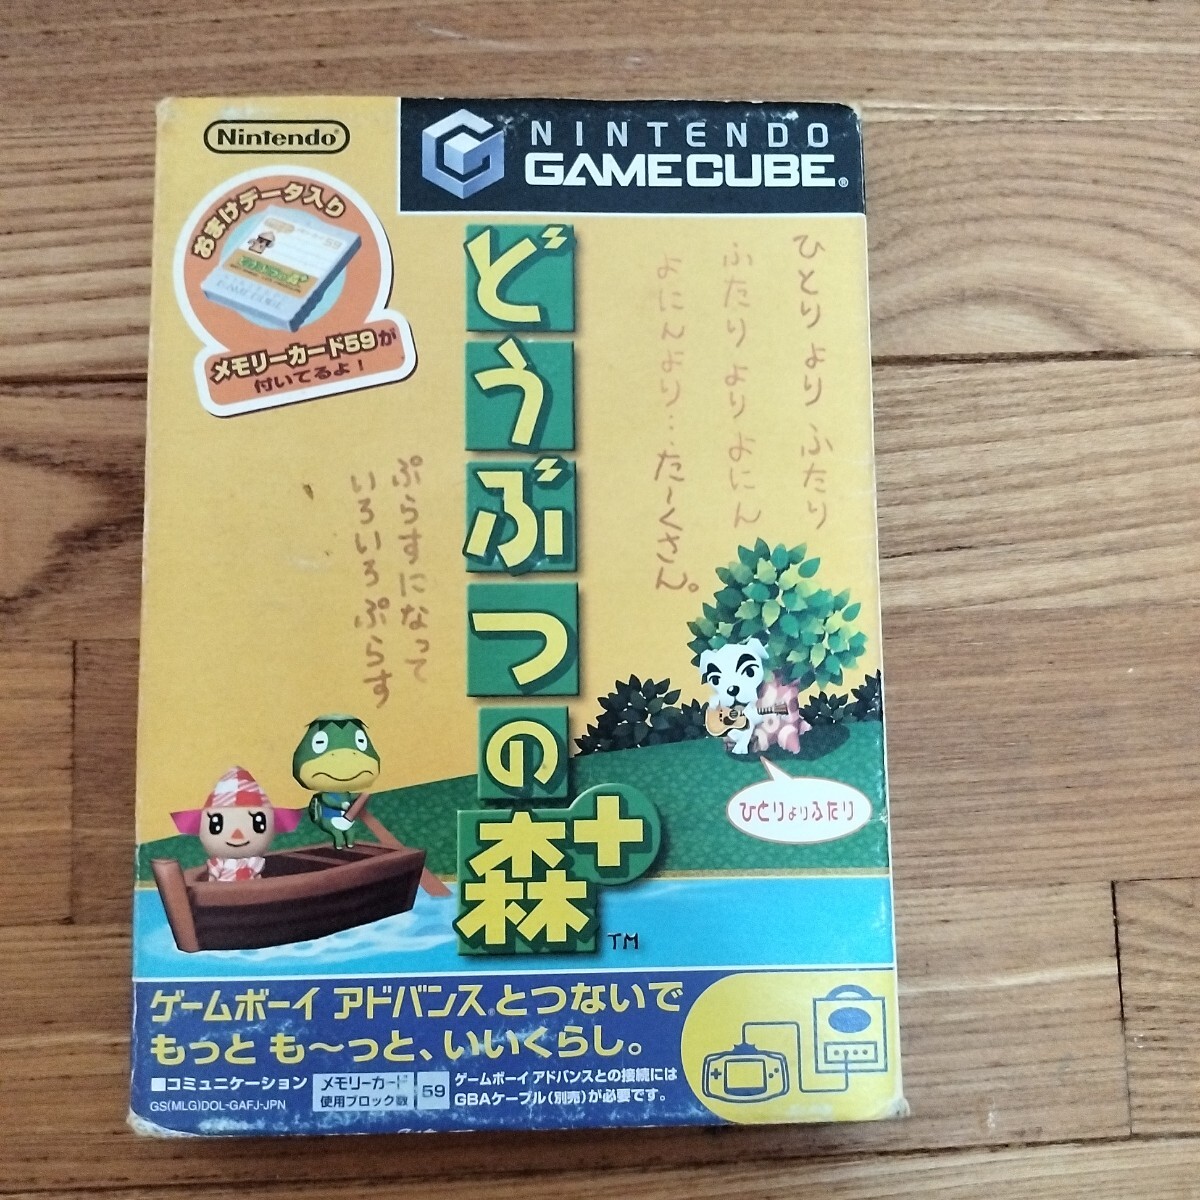 Nintendo
NINTENDO
GAMECUBE®
おまけデータ入り
メモリーカード59が
付いてるよ!
どうぶつの森+
TM
ひとり より ふたり
ふたり より よにん
よにんより…た〜くさん。
ぷらすになって
いろいろ ぷらす
ひとりよりふたり
ゲームボーイ アドバンス®とつないで
もっと も〜っと、いいくらし。
■コミュニケーション
メモリーカード
使用ブロック数
59
ゲームボーイ アドバンスとの接続には
GBAケーブル(別売)が必要です。
GS(MLG)DOL-GAFJ-JPN